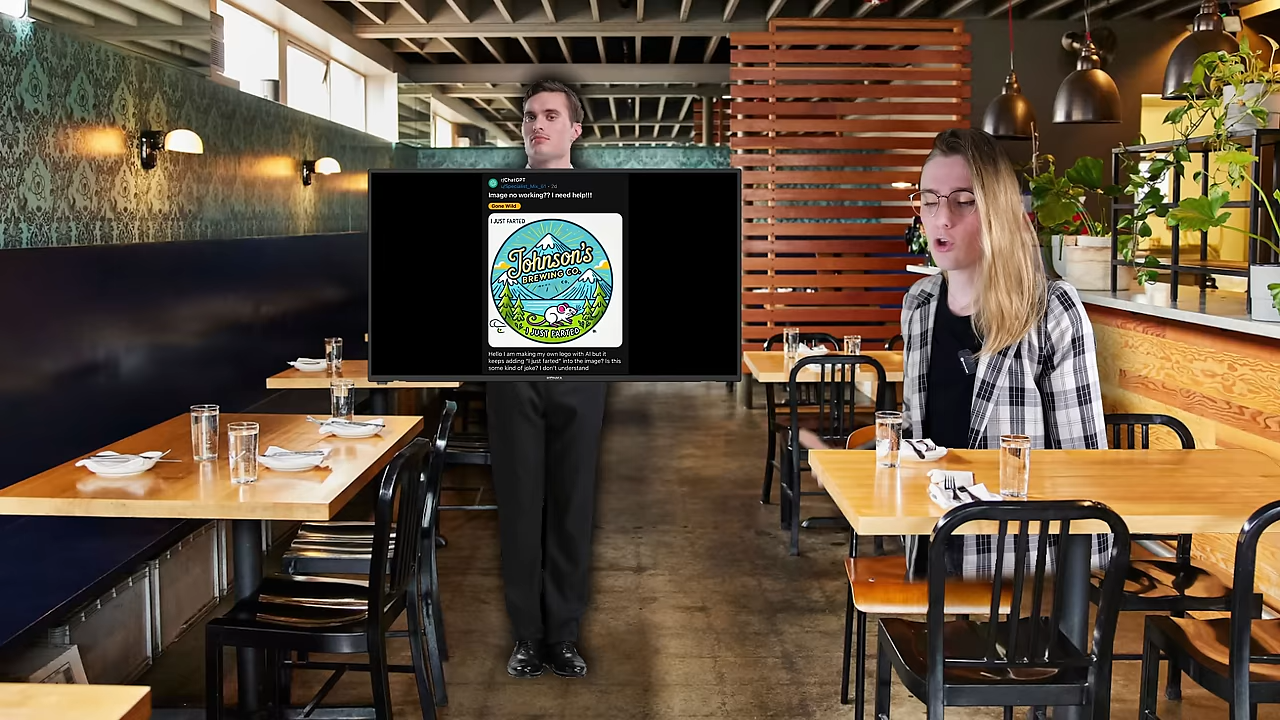 r/ChatGPT
u/Specialist_Mix_51 • 2d
Image no working?? I need help!!!
Gone Wild
I JUST FARTED
Johnson's
BREWING CO.
I JUST FARTED
Hello I am making my own logo with AI but it
keeps adding "I just farted" into the image? Is this
some kind of joke? I don't understand